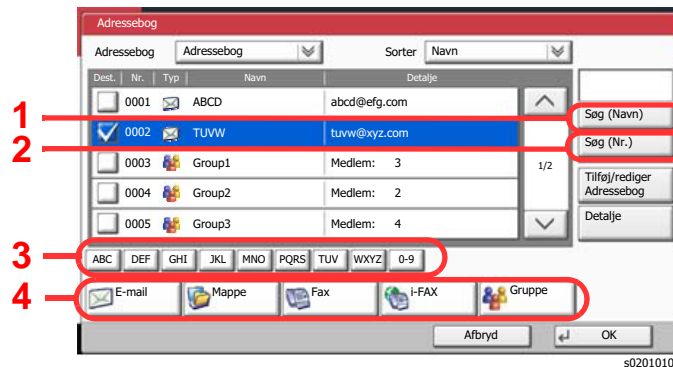 Adressebog
Adressebog Adressebog Sorter Navn
Dest. Nr. Typ Navn Detalje
0001 ABCD abcd@efg.com
1 Søg (Navn)
0002 TUVW tuvw@xyz.com
2 Søg (Nr.)
0003 Group1 Medlem: 3 1/2
Tilføj/rediger
Adressebog
0004 Group2 Medlem: 2
Detalje
0005 Group3 Medlem: 4
3 ABC DEF GHI JKL MNO PQRS TUV WXYZ 0-9
4 E-mail Mappe Fax i-FAX Gruppe
Afbryd OK
s0201010